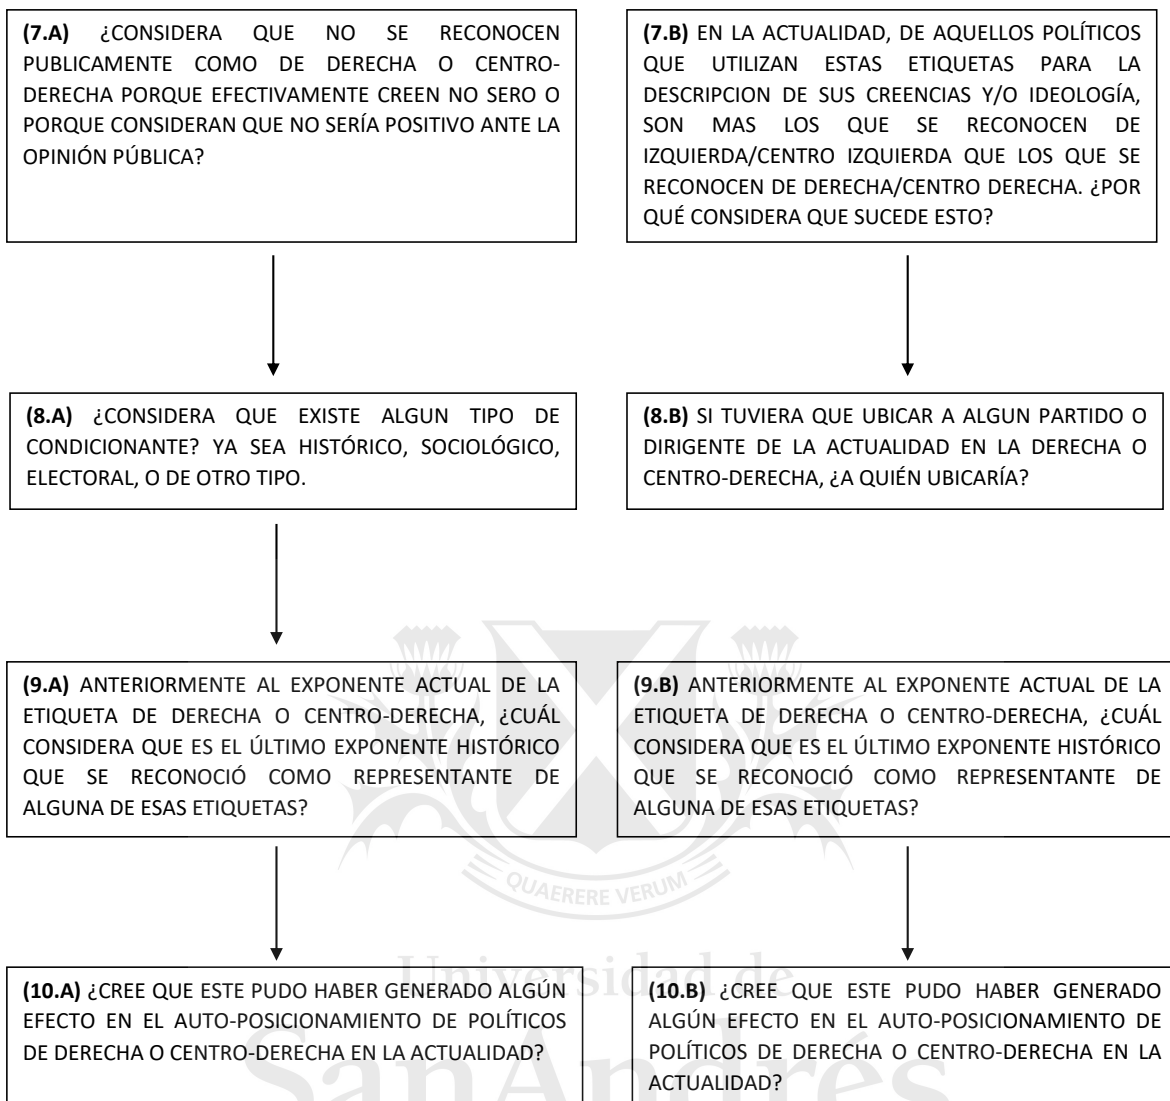 (7.A) ¿CONSIDERA QUE NO SE RECONOCEN
PUBLICAMENTE COMO DE DERECHA O CENTRO-
DERECHA PORQUE EFECTIVAMENTE CREEN NO SERO O
PORQUE CONSIDERAN QUE NO SERÍA POSITIVO ANTE LA
OPINIÓN PÚBLICA?
(7.B) EN LA ACTUALIDAD, DE AQUELLOS POLÍTICOS
QUE UTILIZAN ESTAS ETIQUETAS PARA LA
DESCRIPCION DE SUS CREENCIAS Y/O IDEOLOGÍA,
SON MAS LOS QUE SE RECONOCEN DE
IZQUIERDA/CENTRO IZQUIERDA QUE LOS QUE SE
RECONOCEN DE DERECHA/CENTRO DERECHA. ¿POR
QUÉ CONSIDERA QUE SUCEDE ESTO?
(8.A) ¿CONSIDERA QUE EXISTE ALGUN TIPO DE
CONDICIONANTE? YA SEA HISTÓRICO, SOCIOLÓGICO,
ELECTORAL, O DE OTRO TIPO.
(8.B) SI TUVIERA QUE UBICAR A ALGUN PARTIDO O
DIRIGENTE DE LA ACTUALIDAD EN LA DERECHA O
CENTRO-DERECHA, ¿A QUIÉN UBICARÍA?
(9.A) ANTERIORMENTE AL EXPONENTE ACTUAL DE LA
ETIQUETA DE DERECHA O CENTRO-DERECHA, ¿CUÁL
CONSIDERA QUE ES EL ÚLTIMO EXPONENTE HISTÓRICO
QUE SE RECONOCIÓ COMO REPRESENTANTE DE
ALGUNA DE ESAS ETIQUETAS?
(9.B) ANTERIORMENTE AL EXPONENTE ACTUAL DE LA
ETIQUETA DE DERECHA O CENTRO-DERECHA, ¿CUÁL
CONSIDERA QUE ES EL ÚLTIMO EXPONENTE HISTÓRICO
QUE SE RECONOCIÓ COMO REPRESENTANTE DE
ALGUNA DE ESAS ETIQUETAS?
QUAERERE VERUM
Universidad de
SanAndrés
(10.A) ¿CREE QUE ESTE PUDO HABER GENERADO ALGÚN
EFECTO EN EL AUTO-POSICIONAMIENTO DE POLÍTICOS
DE DERECHA O CENTRO-DERECHA EN LA ACTUALIDAD?
(10.B) ¿CREE QUE ESTE PUDO HABER GENERADO
ALGÚN EFECTO EN EL AUTO-POSICIONAMIENTO DE
POLÍTICOS DE DERECHA O CENTRO-DERECHA EN LA
ACTUALIDAD?